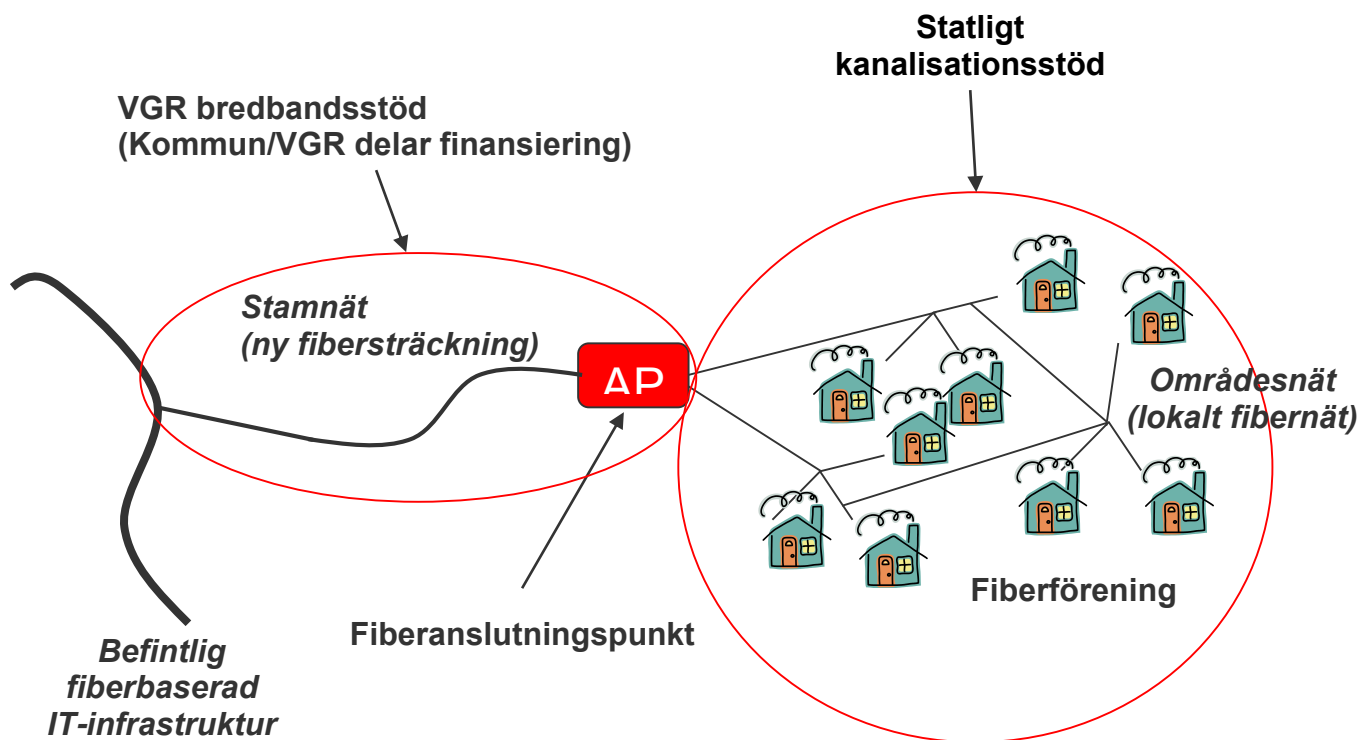 Statligt
kanalisationsstöd
VGR bredbandsstöd
(Kommun/VGR delar finansiering)
Stamnät
(ny fibersträckning)
AP
Områdesnät
(lokalt fibernät)
Fiberförening
Fiberanslutningspunkt
Befintlig
fiberbaserad
IT-infrastruktur